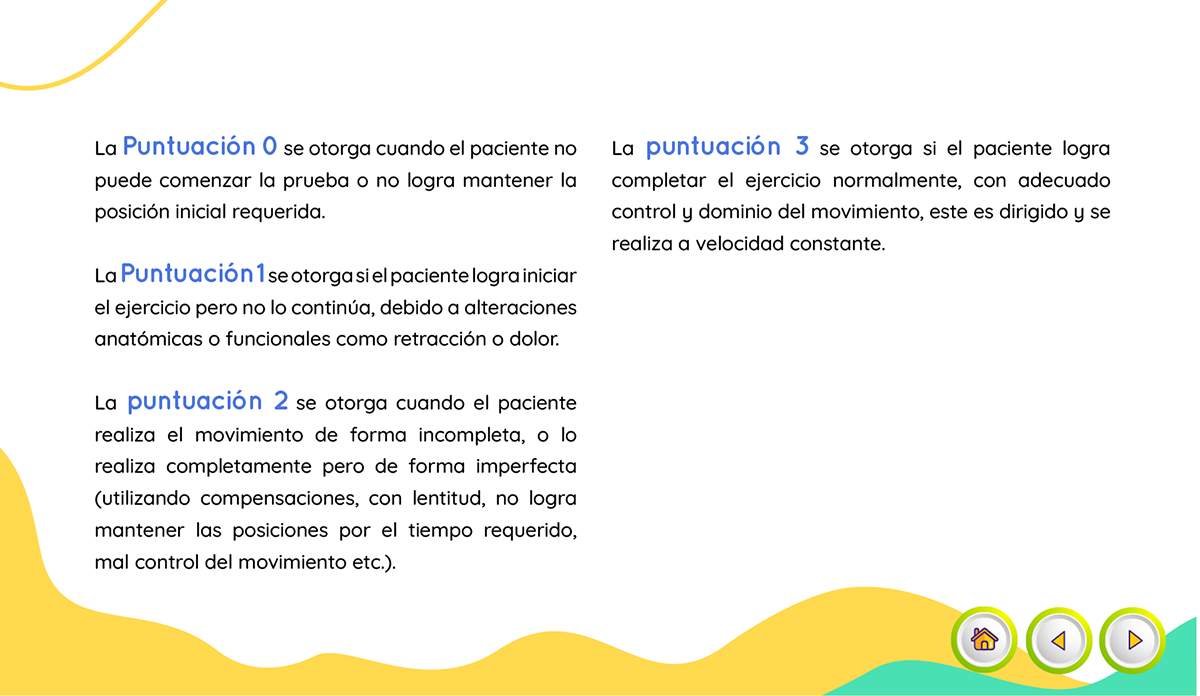 La Puntuación 0 se otorga cuando el paciente no
puede comenzar la prueba o no logra mantener la
posición inicial requerida.
La Puntuación 1 se otorga si el paciente logra iniciar
el ejercicio pero no lo continúa, debido a alteraciones
anatómicas o funcionales como retracción o dolor.
La puntuación 2 se otorga cuando el paciente
realiza el movimiento de forma incompleta, o lo
realiza completamente pero de forma imperfecta
(utilizando compensaciones, con lentitud, no logra
mantener las posiciones por el tiempo requerido,
mal control del movimiento etc.).
La puntuación 3 se otorga si el paciente logra
completar el ejercicio normalmente, con adecuado
control y dominio del movimiento, este es dirigido y se
realiza a velocidad constante.